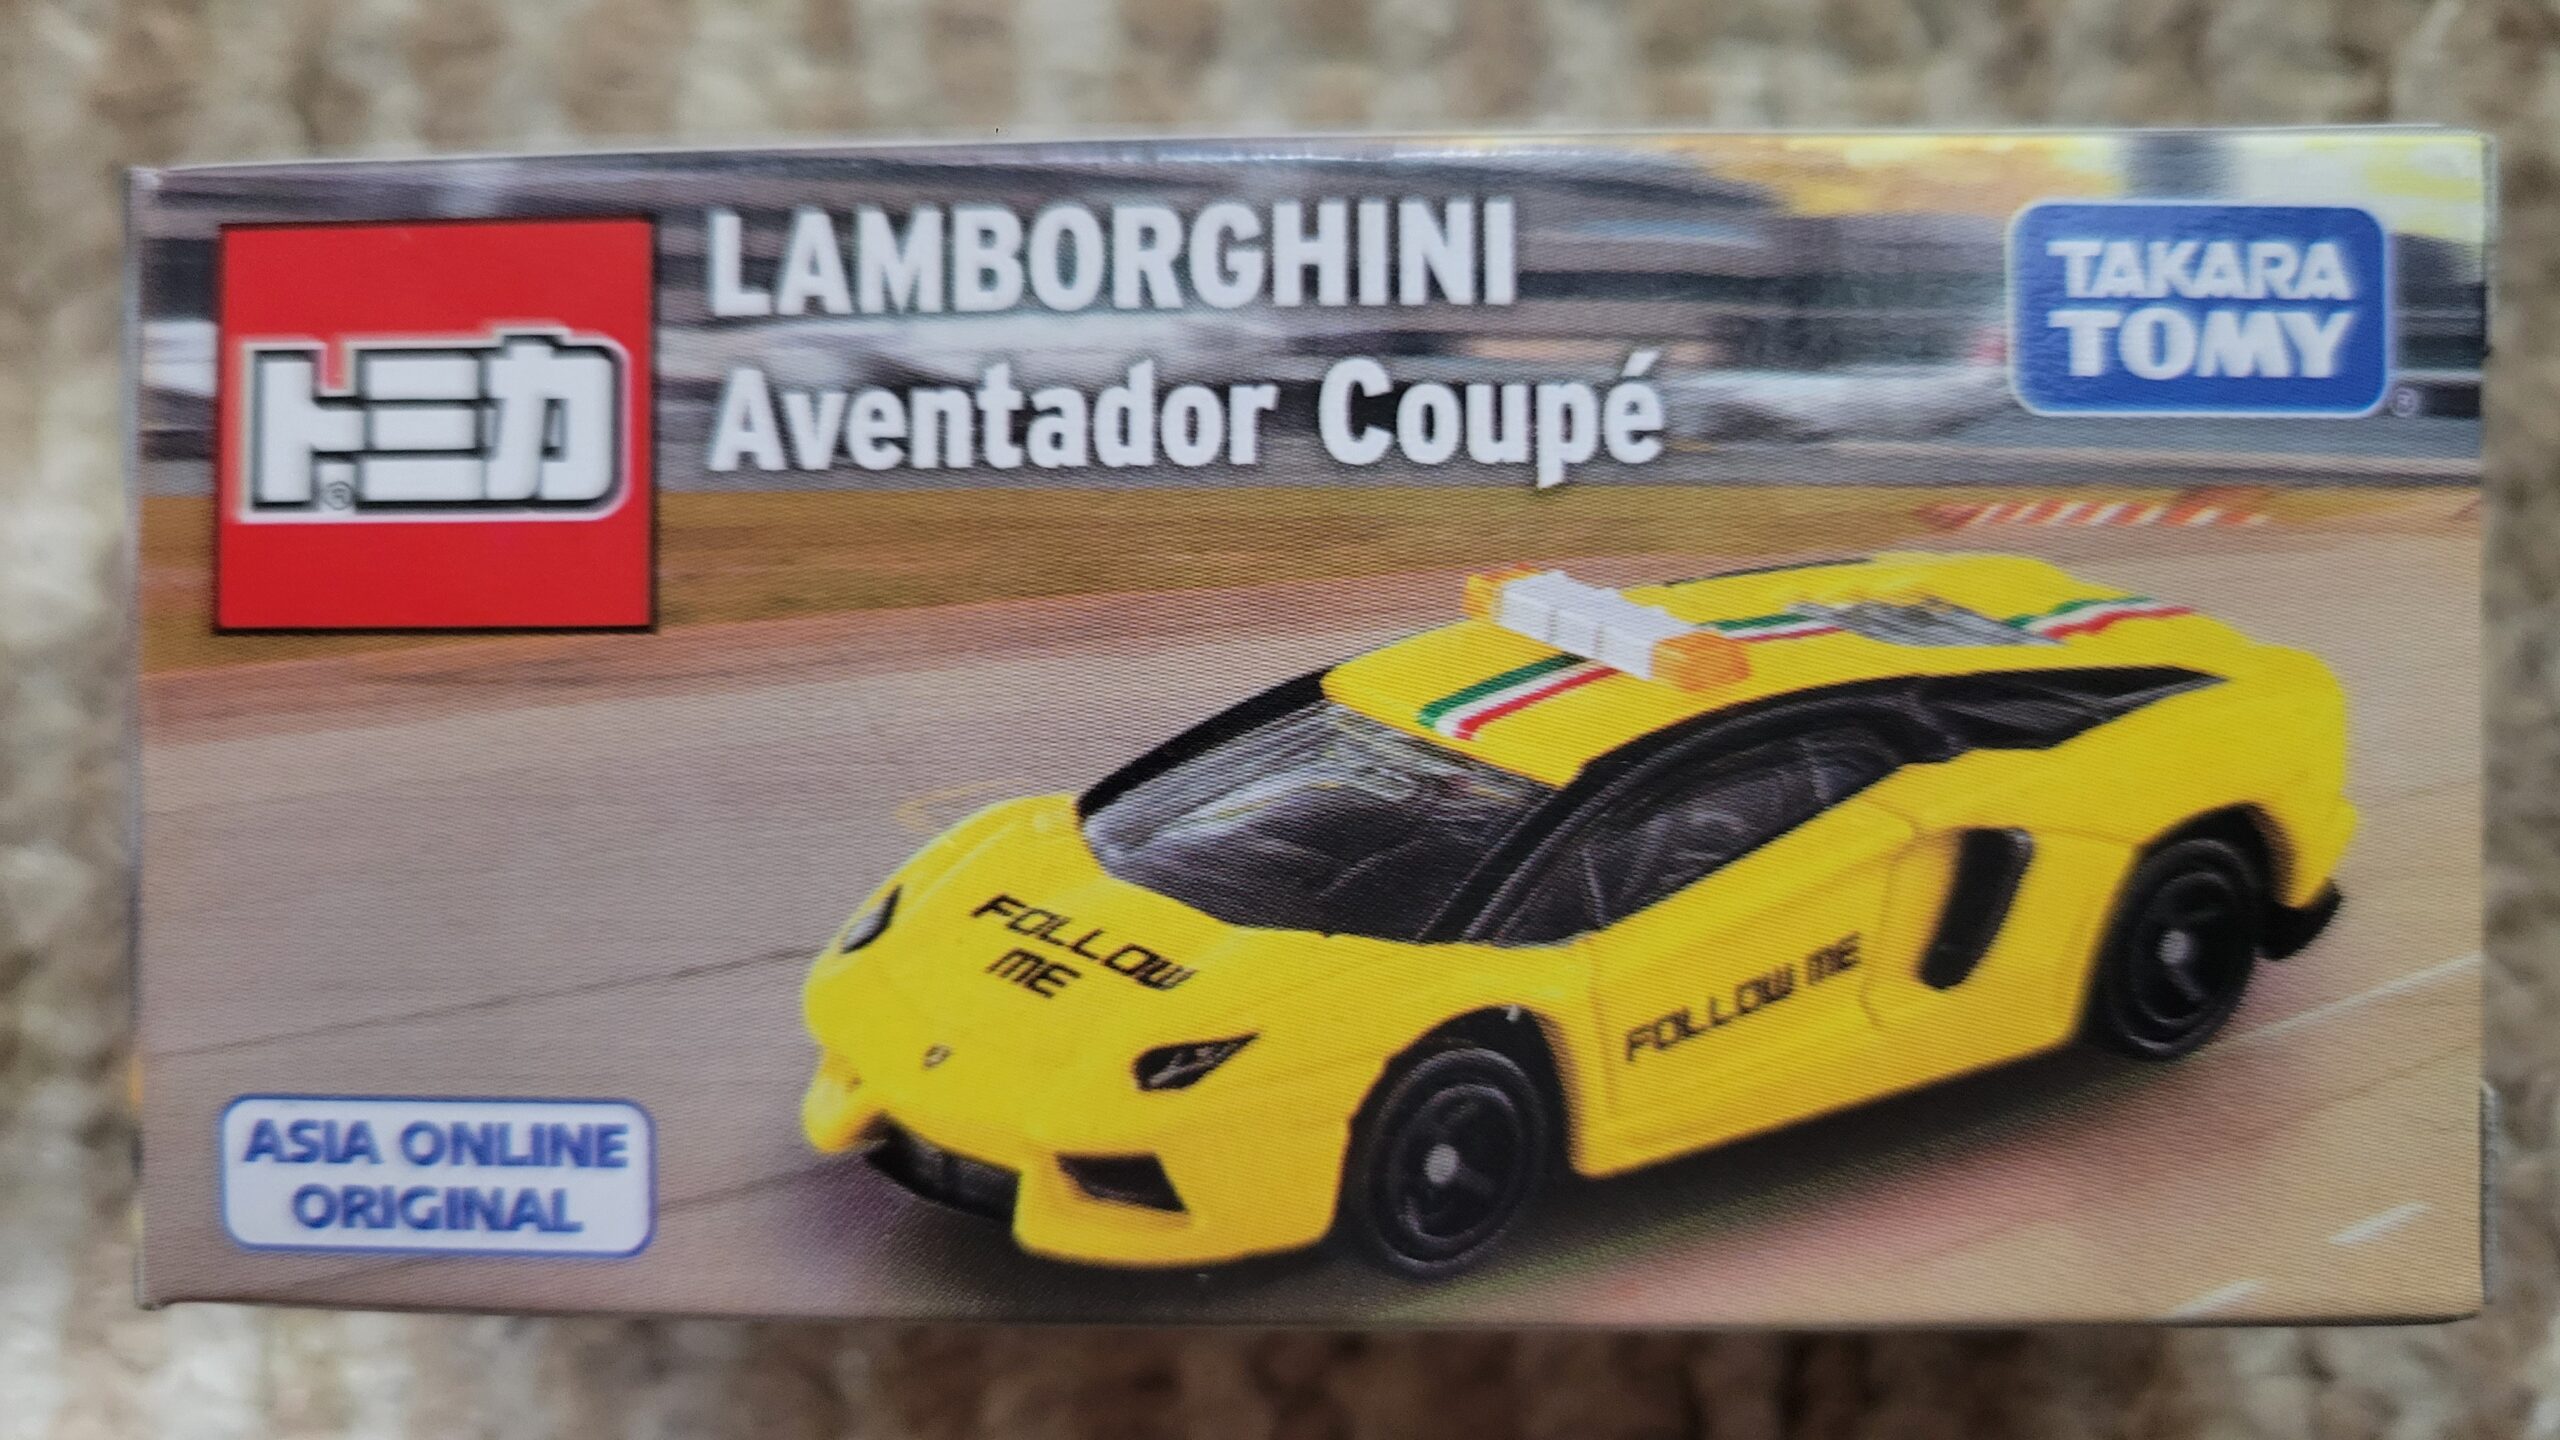 トミカ®
LAMBORGHINI
Aventador Coupé
TAKARA
TOMY®
FOLLOW
ME
FOLLOW ME
ASIA ONLINE
ORIGINAL